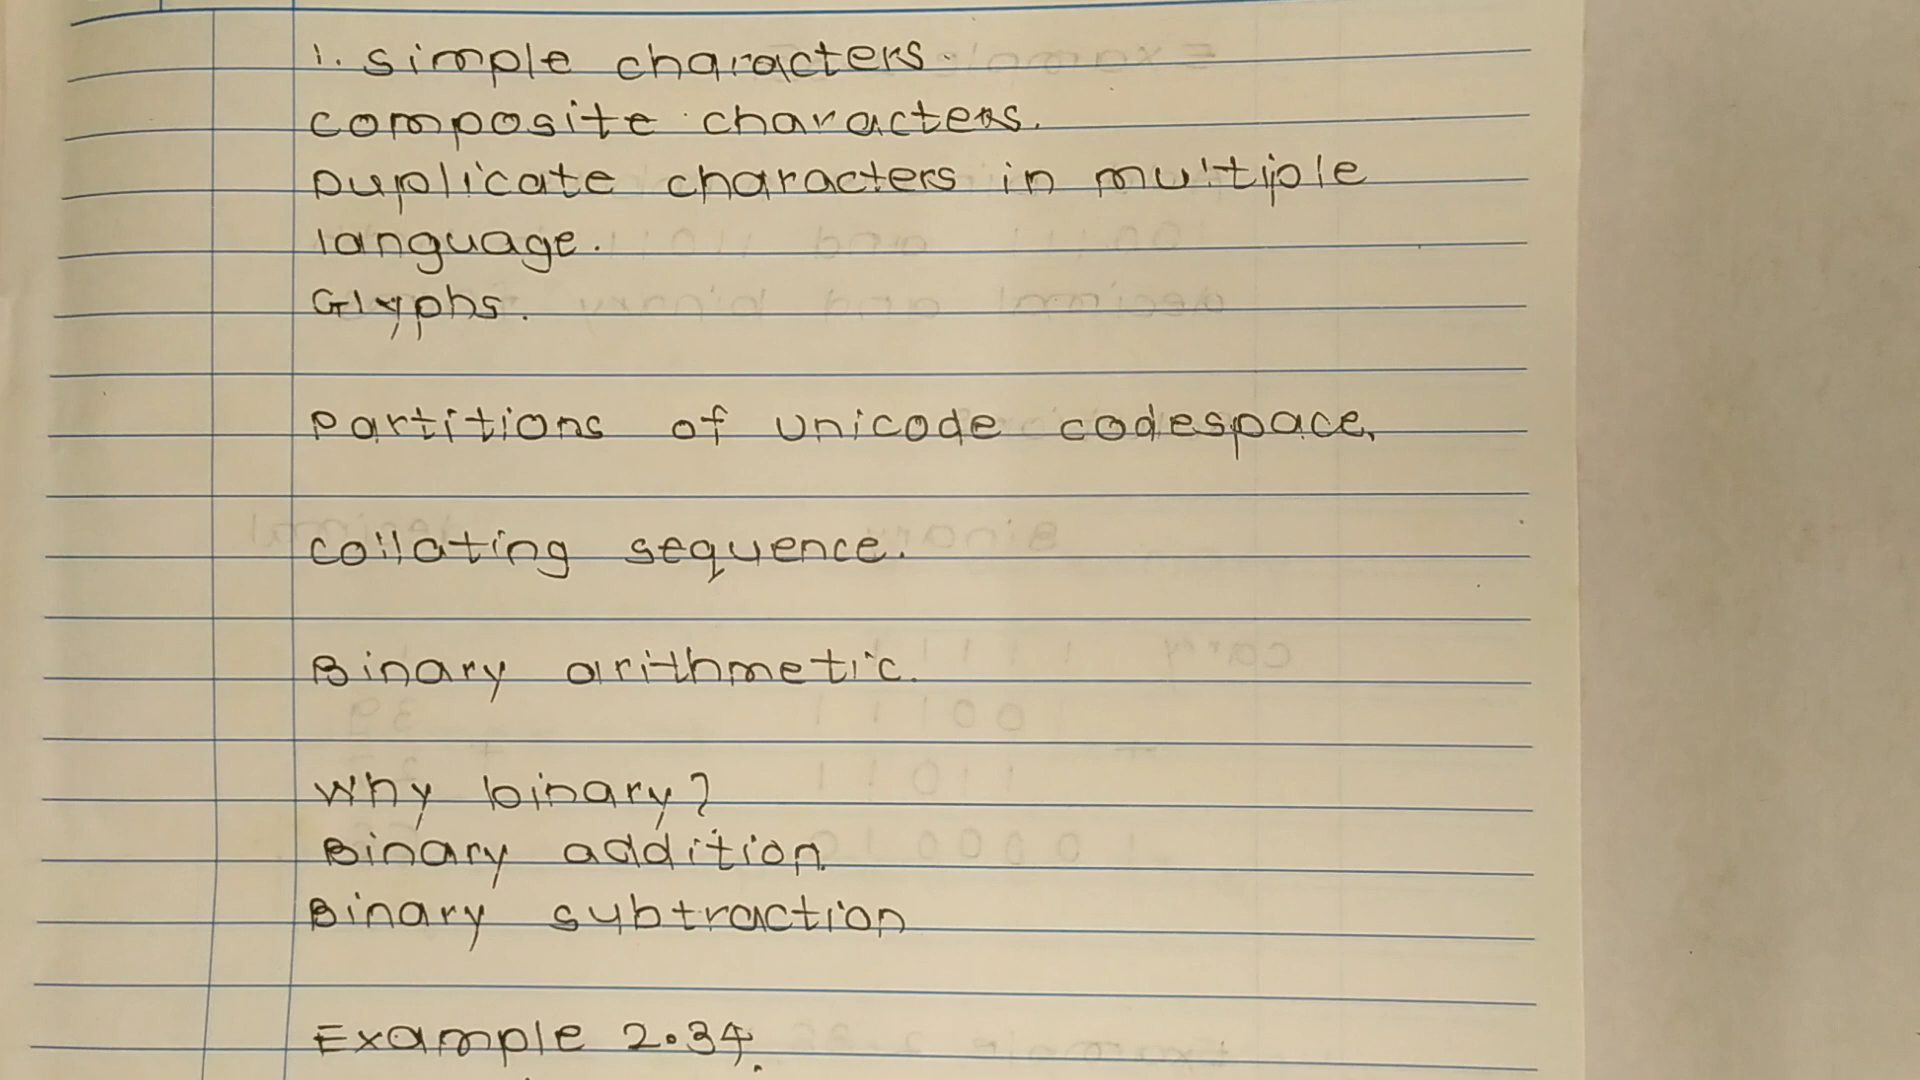 1. simple characters.
composite characters.
Duplicate characters in multiple
language.
Glyphs.
Partitions of unicode codespace.
collating sequence.
Binary arithmetic.
Why binary?
Binary addition.
Binary subtraction
Example 2.34.